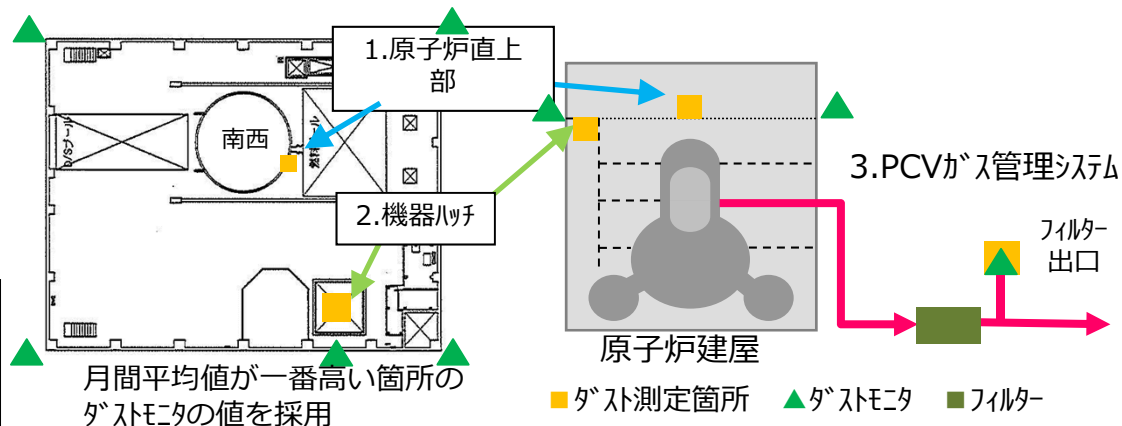 1.原子炉直上
部
南西
D/Sプール
2.機器ハッチ
月間平均値が一番高い箇所の
ダストモニタの値を採用
原子炉建屋
3.PCVガス管理システム
フィルター
出口
ダスト測定箇所
ダストモニタ
フィルター